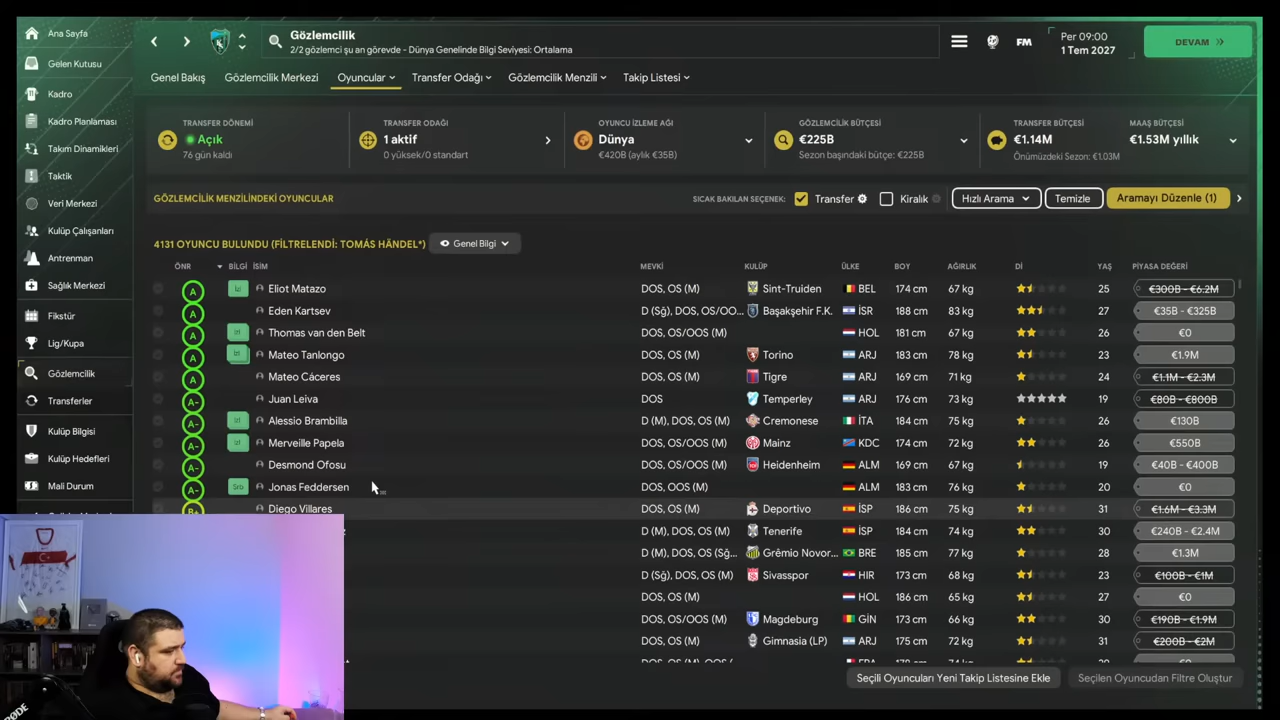 Ana Sayfa
Gelen Kutusu
Kadro
Kadro Planlaması
Takım Dinamikleri
Taktik
Veri Merkezi
Kulüp Çalışanları
Antrenman
Sağlık Merkezi
Fikstür
Lig/Kupa
Gözlemcilik
Transferler
Kulüp Bilgisi
Kulüp Hedefleri
Mali Durum
Gözlemcilik
2/2 gözlemci şu an görevde - Dünya Genelinde Bilgi Seviyesi: Ortalama
FM
Per 09:00
1 Tem 2027
DEVAM
Genel Bakış Gözlemcilik Merkezi Oyuncular Transfer Odağı Gözlemcilik Menzili Takip Listesi
TRANSFER DÖNEMİ
Açık
76 gün kaldı
TRANSFER ODAĞI
1 aktif
0 yüksek/0 standart
OYUNCU İZLEME AĞI
Dünya
€420B (aylık €35B)
GÖZLEMCİLİK BÜTÇESİ
€225B
Sezon başındaki bütçe: €225B
TRANSFER BÜTÇESİ
€1.14M
Önümüzdeki Sezon: €1.03M
MAAŞ BÜTÇESİ
€1.53M yıllık
GÖZLEMCİLİK MENZİLİNDEKİ OYUNCULAR
SICAK BAKILAN SEÇENEK: Transfer Kiralık Hızlı Arama Temizle Aramayı Düzenle (1)
4131 OYUNCU BULUNDU (FİLTRELENDİ: TOMÁS HÄNDEL*) Genel Bilgi
ÖNR BİLGİ İSİM MEVKİ KULÜP ÜLKE BOY AĞIRLIK Dİ YAŞ PİYASA DEĞERİ
A Eliot Matazo DOS, OS (M) Sint-Truiden BEL 174 cm 67 kg 25 €300B - €6.2M
A Eden Kartsev D (Sğ), DOS, OS/OO... Başakşehir F.K. İSR 188 cm 83 kg 27 €35B - €325B
A Thomas van den Belt DOS, OS/OOS (M) HOL 181 cm 67 kg 26 €0
A Mateo Tanlongo DOS, OS (M) Torino ARJ 183 cm 78 kg 23 €1.9M
A Mateo Cáceres DOS, OS (M) Tigre ARJ 169 cm 71 kg 24 €1.1M - €2.3M
A- Juan Leiva DOS Temperley ARJ 176 cm 73 kg 19 €80B - €800B
A- Alessio Brambilla D (M), DOS, OS (M) Cremonese İTA 184 cm 75 kg 26 €130B
A- Merveille Papela DOS, OS/OOS (M) Mainz KDC 174 cm 72 kg 26 €550B
A- Desmond Ofosu DOS, OS/OOS (M) Heidenheim ALM 169 cm 67 kg 19 €40B - €400B
A- Jonas Feddersen DOS, OOS (M) ALM 183 cm 76 kg 20 €0
Diego Villares DOS, OS (M) Deportivo İSP 186 cm 75 kg 31 €1.6M - €3.3M
D (M), DOS, OS (M) Tenerife İSP 184 cm 74 kg 30 €240B - €2.4M
D (M), DOS, OS (Sğ... Grêmio Novor... BRE 185 cm 77 kg 28 €1.3M
D (Sğ), DOS, OS (M) Sivasspor HIR 173 cm 68 kg 23 €100B - €1M
DOS, OS (M) HOL 186 cm 65 kg 27 €0
DOS, OS/OOS (M) Magdeburg GİN 173 cm 66 kg 30 €190B - €1.9M
DOS, OS (M) Gimnasia (LP) ARJ 175 cm 72 kg 31 €200B - €2M
Seçili Oyuncuları Yeni Takip Listesine Ekle Seçilen Oyuncudan Filtre Oluştur
RØDE